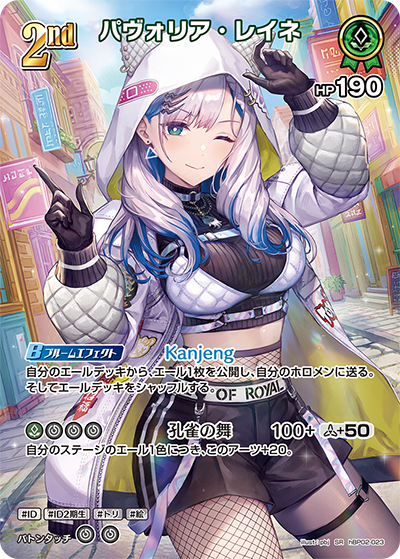 2nd
パヴォリア・レイネ
HP190
Bブルームエフェクト
Kanjeng
自分のエールデッキから、エール1枚を公開し、自分のホロメンに送る。
そしてエールデッキをシャッフルする。
OF ROYAL
孔雀の舞 100+ +50
自分のステージのエール1色につき、このアーツ+20。
#ID #ID2期生 #トリ #絵
バトンタッチ
illust: pbj SR hBP02-023